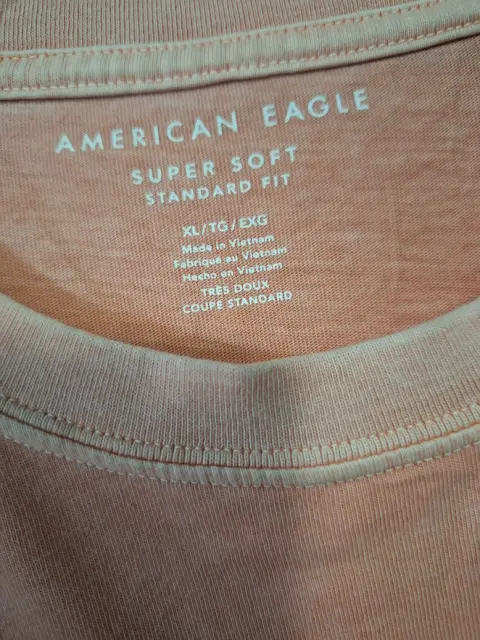 AMERICAN EAGLE
SUPER SOFT
STANDARD FIT
XL/TG/EXG
Made in Vietnam
Fabriqué au Vietnam
Hecho en Vietnam
TRÈS DOUX
COUPE STANDARD